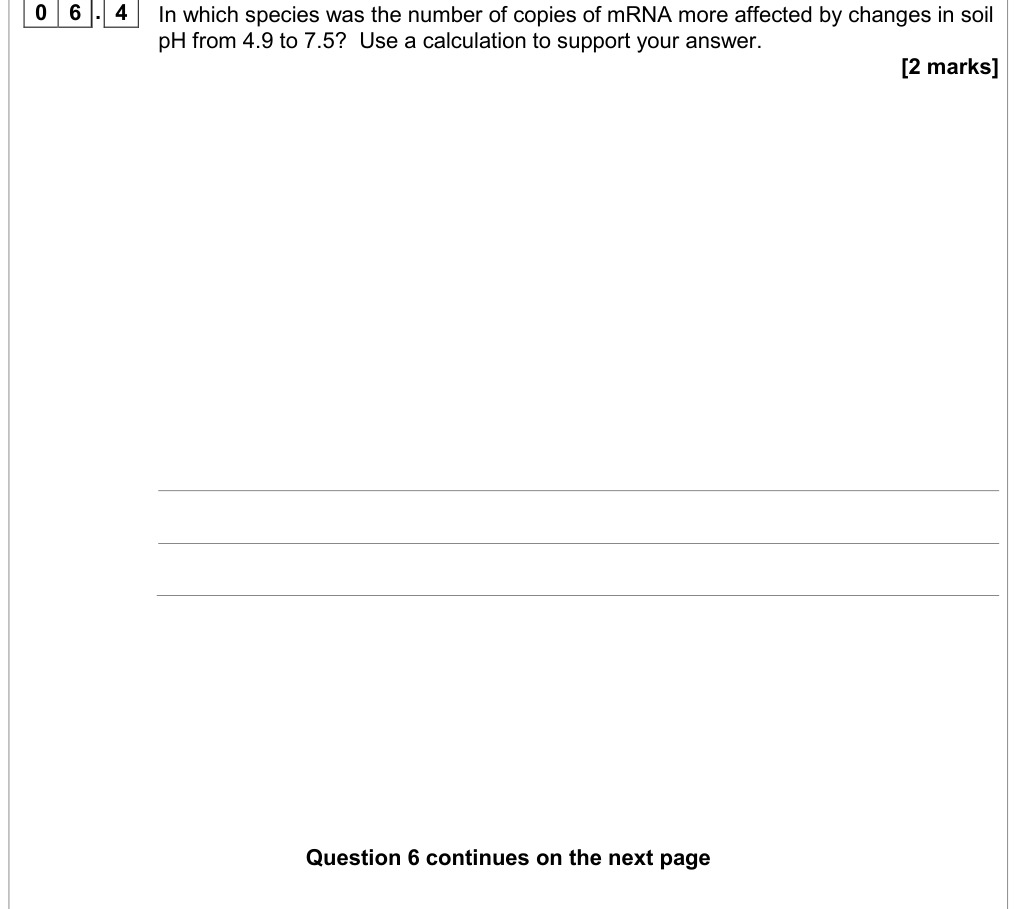 0 6 . 4 In which species was the number of copies of mRNA more affected by changes in soil
pH from 4.9 to 7.5? Use a calculation to support your answer.
[2 marks]
Question 6 continues on the next page